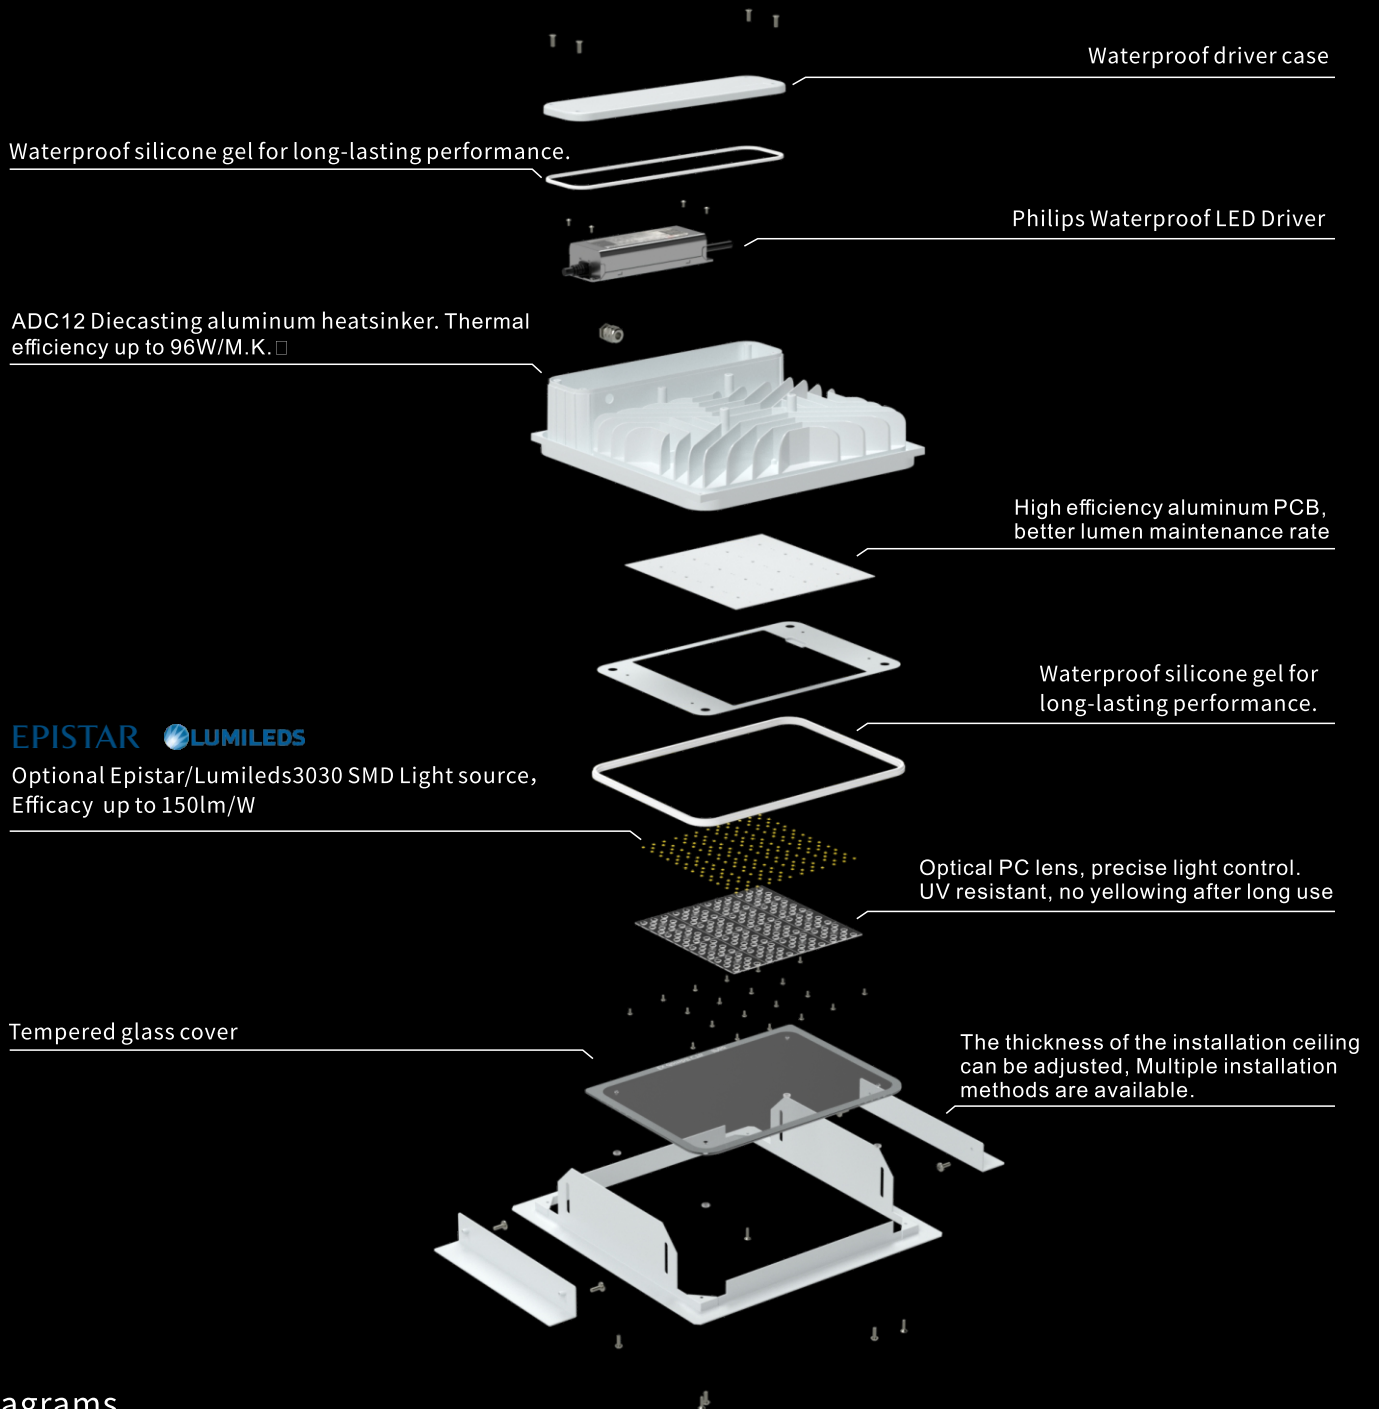 Waterproof driver case
Waterproof silicone gel for long-lasting performance.
Philips Waterproof LED Driver
ADC12 Diecasting aluminum heatsinker. Thermal
efficiency up to 96W/M.K.□
High efficiency aluminum PCB,
better lumen maintenance rate
Waterproof silicone gel for
long-lasting performance.
EPISTAR LUMILEDS
Optional Epistar/Lumileds3030 SMD Light source，
Efficacy up to 150lm/W
Optical PC lens, precise light control.
UV resistant, no yellowing after long use
Tempered glass cover
The thickness of the installation ceiling
can be adjusted, Multiple installation
methods are available.
agrams